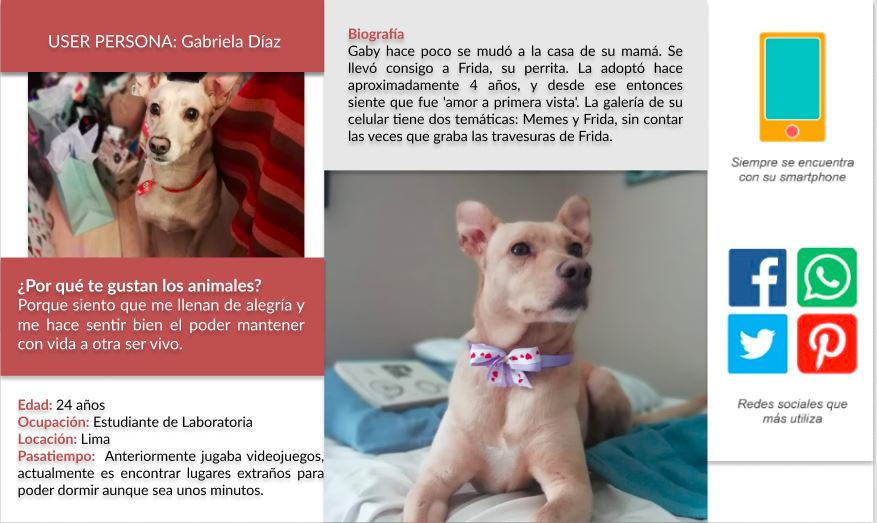 USER PERSONA: Gabriela Díaz
¿Por qué te gustan los animales?
Porque siento que me llenan de alegría y
me hace sentir bien el poder mantener
con vida a otra ser vivo.
Edad: 24 años
Ocupación: Estudiante de Laboratoria
Locación: Lima
Pasatiempo: Anteriormente jugaba videojuegos,
actualmente es encontrar lugares extraños para
poder dormir aunque sea unos minutos.
Biografía
Gaby hace poco se mudó a la casa de su mamá. Se
llevó consigo a Frida, su perrita. La adoptó hace
aproximadamente 4 años, y desde ese entonces
siente que fue 'amor a primera vista'. La galería de su
celular tiene dos temáticas: Memes y Frida, sin contar
las veces que graba las travesuras de Frida.
Siempre se encuentra
con su smartphone
Redes sociales que
más utiliza